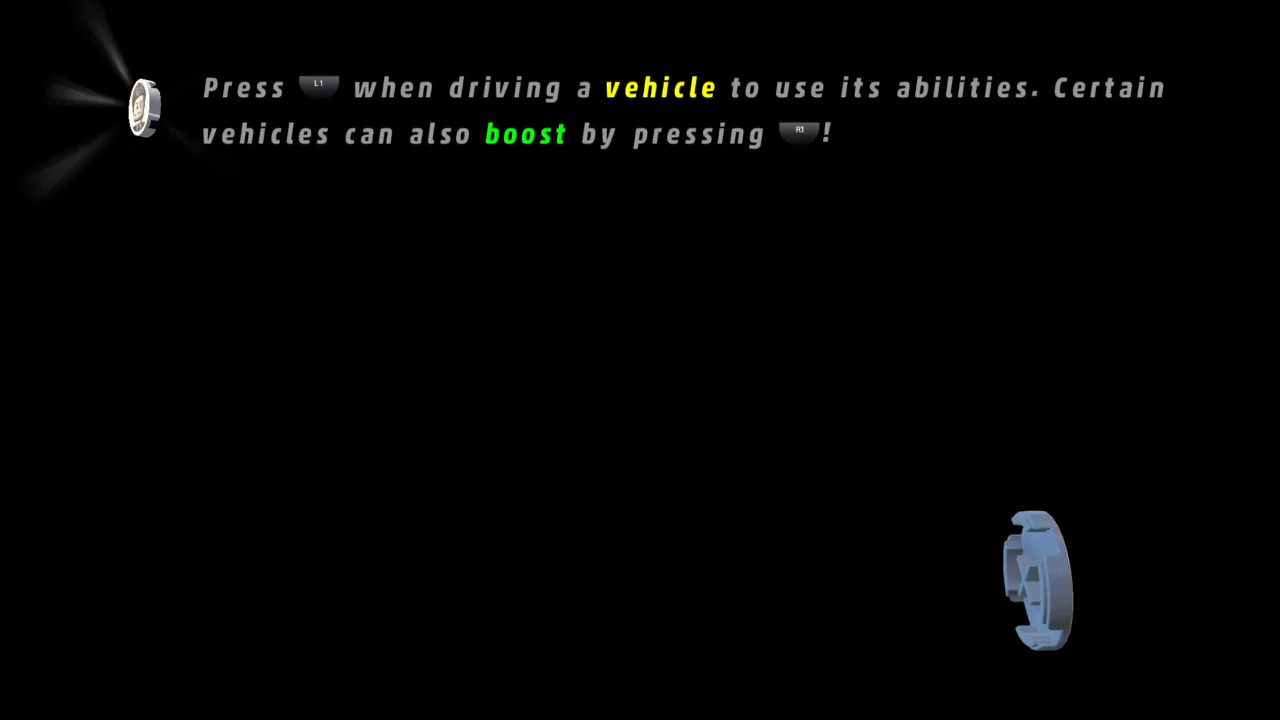 Press L1 when driving a vehicle to use its abilities. Certain
vehicles can also boost by pressing R1!